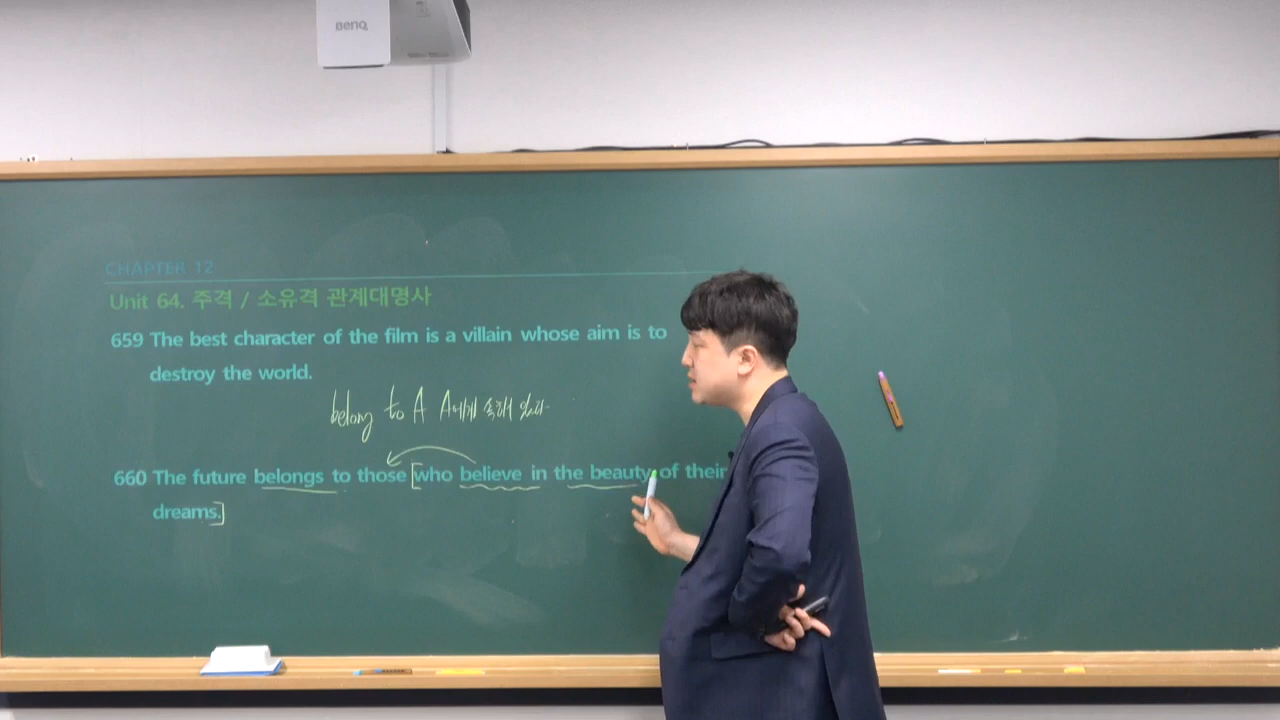 BenQ
CHAPTER 12
Unit 64. 주격 / 소유격 관계대명사
659 The best character of the film is a villain whose aim is to
destroy the world.
belong to A A에게 속해 있다
660 The future belongs to those [who believe in the beauty of their
dreams.]